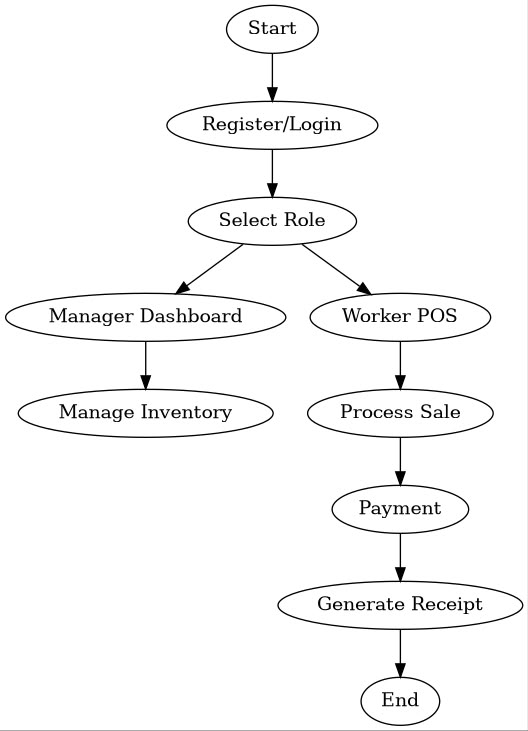 Start
Register/Login
Select Role
Manager Dashboard
Worker POS
Manage Inventory
Process Sale
Payment
Generate Receipt
End